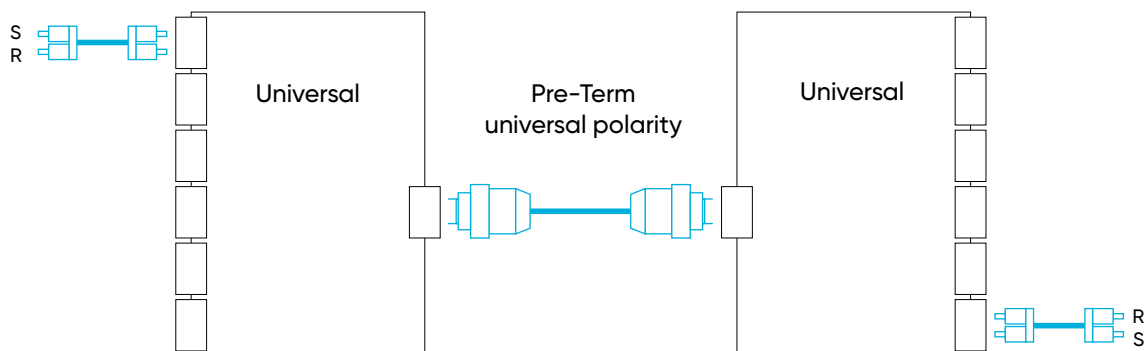 S
R
Universal
Pre-Term
universal polarity
Universal
R
S